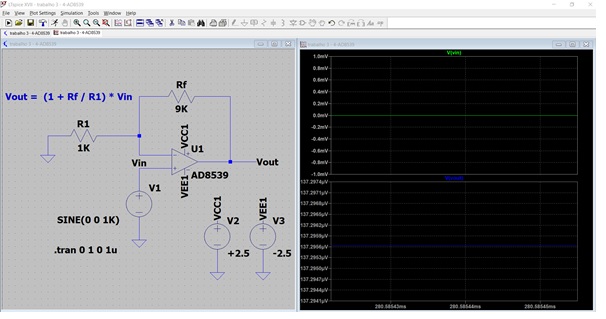 LTspice XVII - trabalho 3 - 4-AD8539
File View Plot Settings Simulation Tools Window Help
trabalho 3 - 4-AD8539 trabalho 3 - 4-AD8539
trabalho 3 - 4-AD8539
trabalho 3 - 4-AD8539
Vout = (1 + Rf / R1) * Vin
Rf
9K
R1
1K
VCC1
U1
Vin
Vout
VEE1
AD8539
V1
SINE(0 0 1K)
.tran 0 1 0 1u
VCC1
V2
+2.5
VEE1
V3
-2.5
V(vin)
1.0mV
0.8mV
0.6mV
0.4mV
0.2mV
0.0mV
-0.2mV
-0.4mV
-0.6mV
-0.8mV
-1.0mV
V(vout)
137.2974µV
137.2971µV
137.2968µV
137.2965µV
137.2962µV
137.2959µV
137.2956µV
137.2953µV
137.2950µV
137.2947µV
137.2944µV
137.2941µV
280.58543ms 280.58544ms 280.58545ms